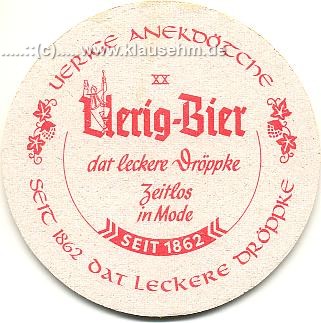 UERIGE ANEKDÖTCHE
....::(c)....www.klausehm.de::....
XX
Uerig-Bier
dat leckere Dröppke
Zeitlos
in Mode
SEIT 1862
SEIT 1862 DAT LECKERE DRÖPPKE